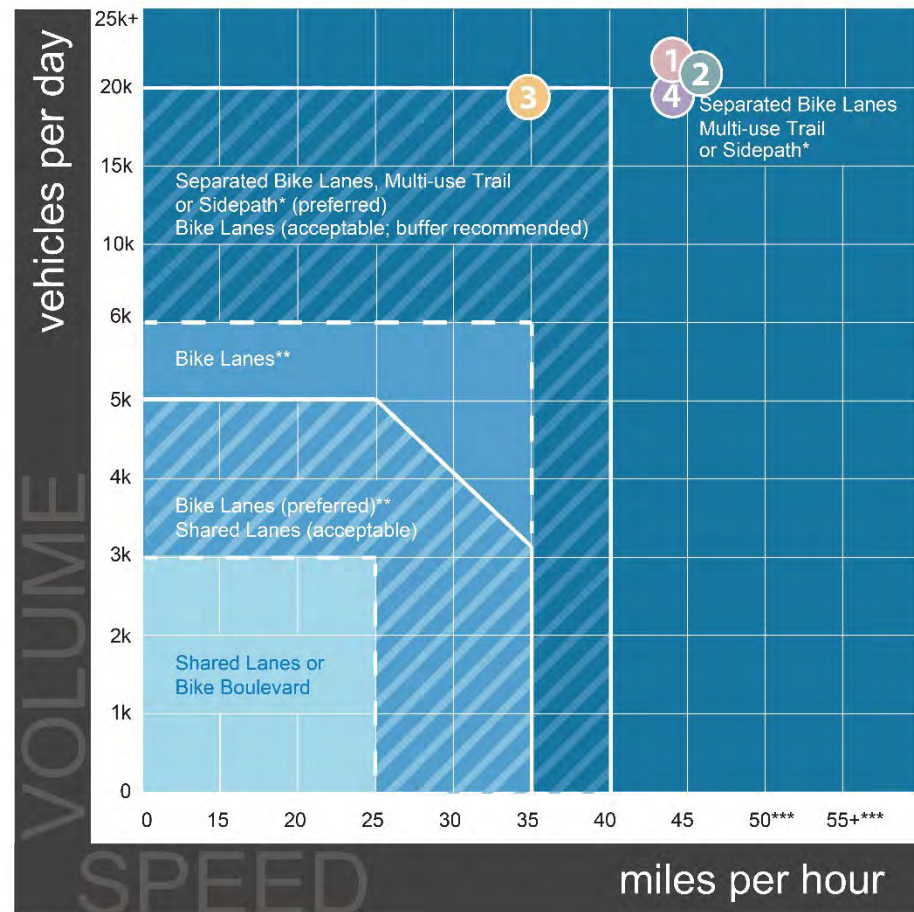 vehicles per day
VOLUME
25k+
20k
15k
10k
6k
5k
4k
3k
2k
1k
0
1
2
3
4
Separated Bike Lanes
Multi-use Trail
or Sidepath*
Separated Bike Lanes, Multi-use Trail
or Sidepath* (preferred)
Bike Lanes (acceptable; buffer recommended)
Bike Lanes**
Bike Lanes (preferred)**
Shared Lanes (acceptable)
Shared Lanes or
Bike Boulevard
0 15 20 25 30 35 40 45 50*** 55+***
SPEED
miles per hour